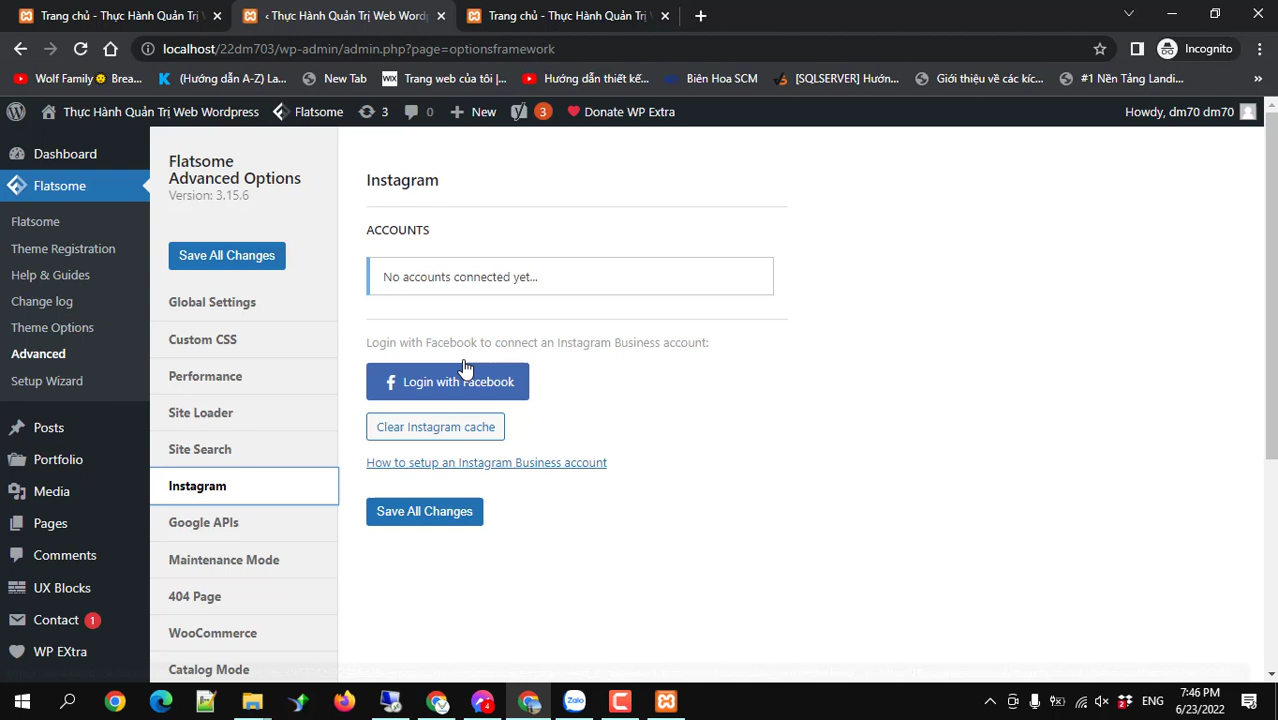 Trang chủ - Thực Hành Quản Trị
‹ Thực Hành Quản Trị Web Word
Trang chủ - Thực Hành Quản Trị
localhost/22dm703/wp-admin/admin.php?page=optionsframework
Incognito
Wolf Family Brea...
(Hướng dẫn A-Z) La...
New Tab
WIX Trang web của tôi |...
Hướng dẫn thiết kế...
Biên Hòa SCM
[SQLSERVER] Hướn...
Giới thiệu về các kíc...
#1 Nền Tảng Landi...
Thực Hành Quản Trị Web Wordpress
Flatsome
3
0
New
3
Donate WP Extra
Howdy, dm70 dm70
Dashboard
Flatsome
Flatsome
Theme Registration
Help & Guides
Change log
Theme Options
Advanced
Setup Wizard
Posts
Portfolio
Media
Pages
Comments
UX Blocks
Contact 1
WP EXtra
Flatsome
Advanced Options
Version: 3.15.6
Save All Changes
Global Settings
Custom CSS
Performance
Site Loader
Site Search
Instagram
Google APIs
Maintenance Mode
404 Page
WooCommerce
Catalog Mode
Instagram
ACCOUNTS
No accounts connected yet...
Login with Facebook to connect an Instagram Business account:
Login with Facebook
Clear Instagram cache
How to setup an Instagram Business account
Save All Changes
4
Zalo
2
ENG
7:46 PM
6/23/2022